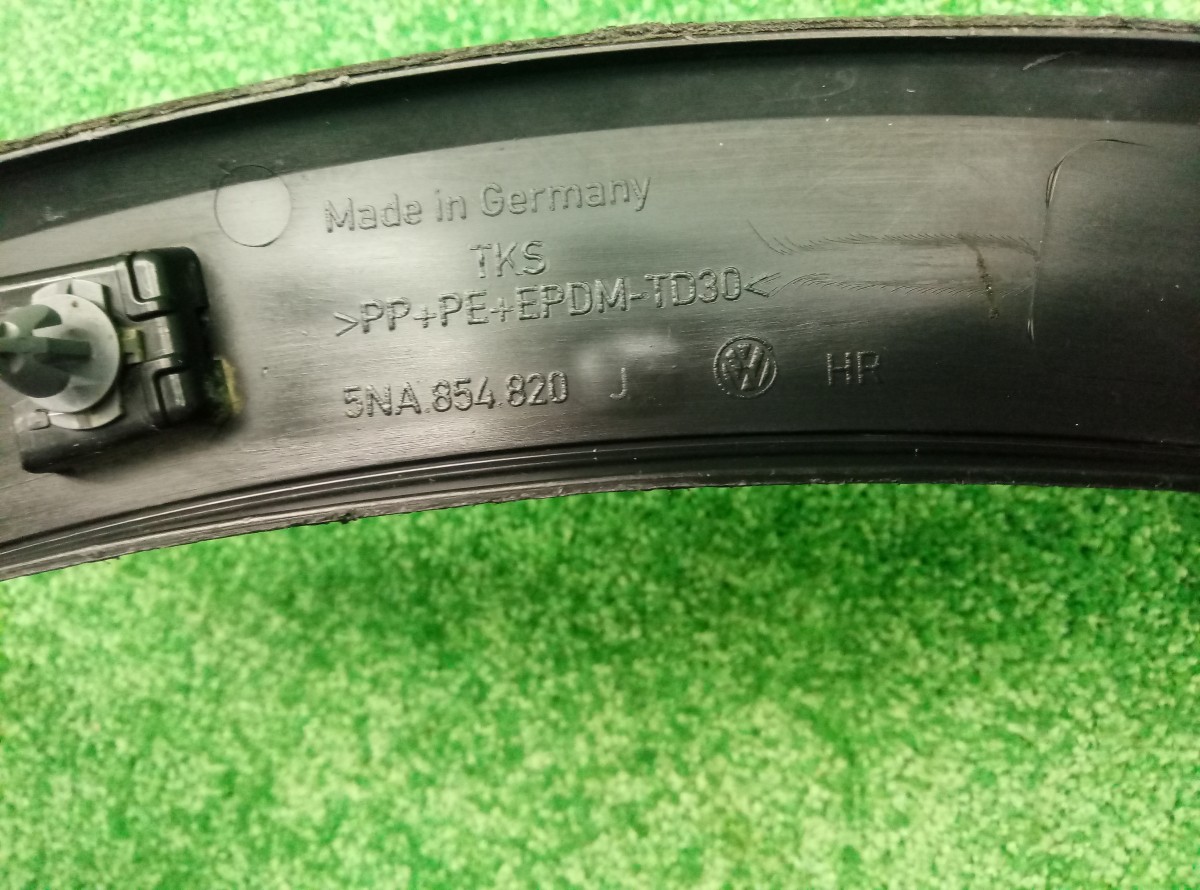 Made in Germany
TKS
>PP+PE+EPDM-TD30<
5NA.854.820 J VW HR